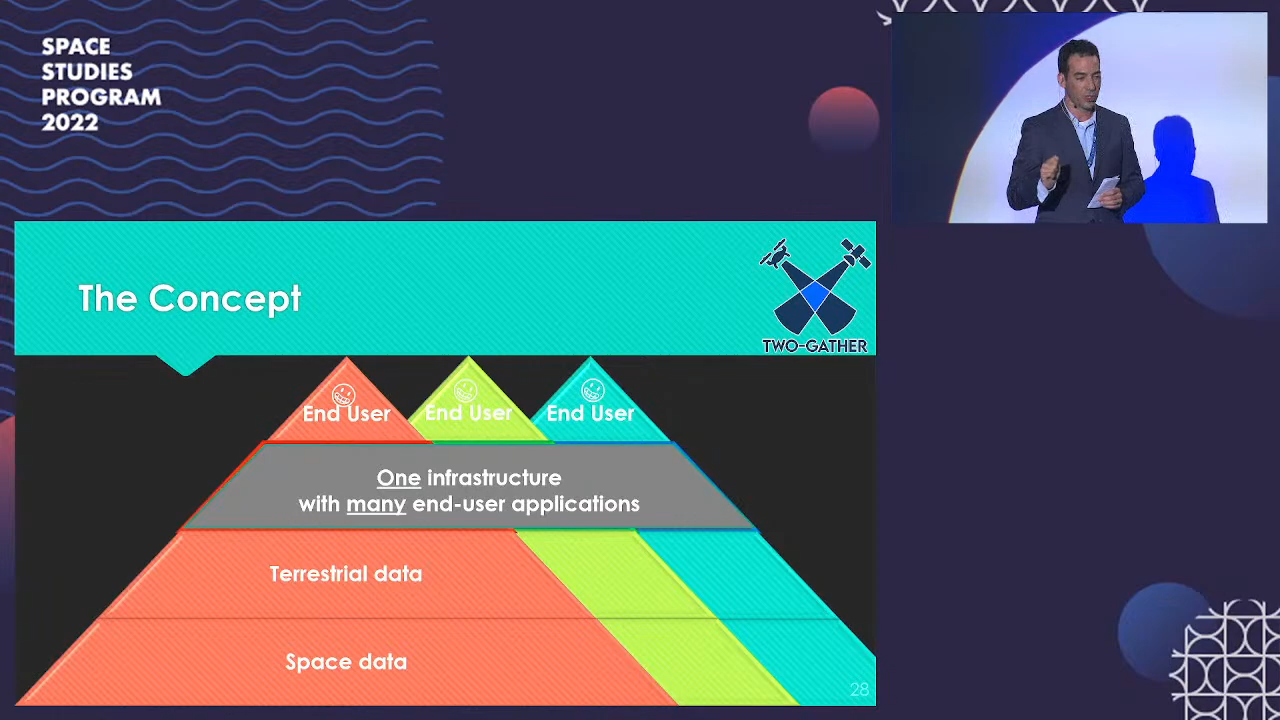 SPACE
STUDIES
PROGRAM
2022
The Concept
TWO-GATHER
End User
End User
End User
One infrastructure
with many end-user applications
Terrestrial data
Space data
28